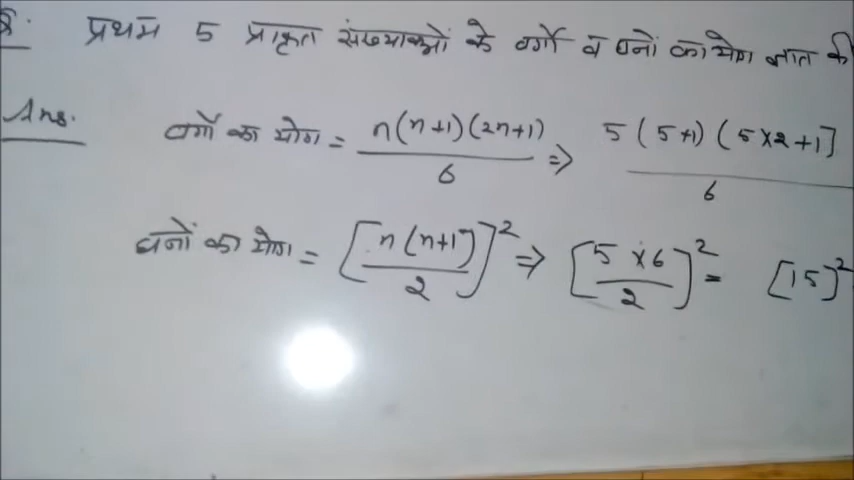 प्रथम 5 प्राकृत संख्याओं के वर्गों व घनों का योग ज्ञात की
Ans.
वर्गों का योग = n(n+1)(2n+1)/6 => 5(5+1)(5×2+1]/6
घनों का योग = [n(n+1)/2]² => [5×6/2]² = [15]²